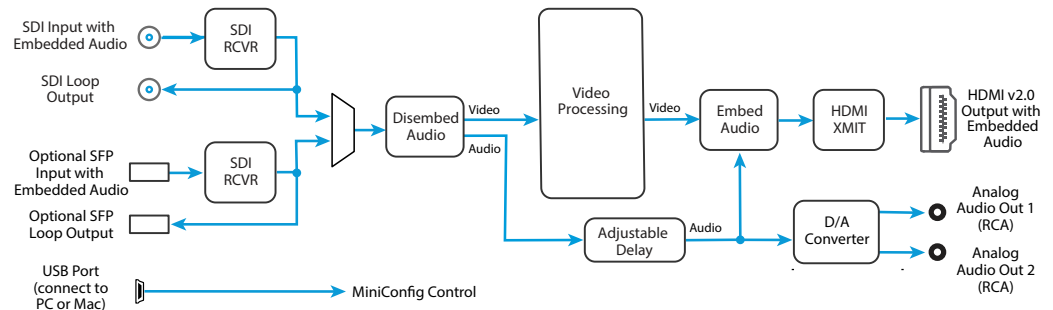 SDI Input with
Embedded Audio
SDI
RCVR
SDI Loop
Output
Optional SFP
Input with
Embedded Audio
SDI
RCVR
Optional SFP
Loop Output
USB Port
(connect to
PC or Mac)
MiniConfig Control
Disembed
Audio
Video
Audio
Video
Processing
Video
Adjustable
Delay
Audio
Embed
Audio
HDMI
XMIT
HDMI v2.0
Output with
Embedded
Audio
D/A
Converter
Analog
Audio Out 1
(RCA)
Analog
Audio Out 2
(RCA)